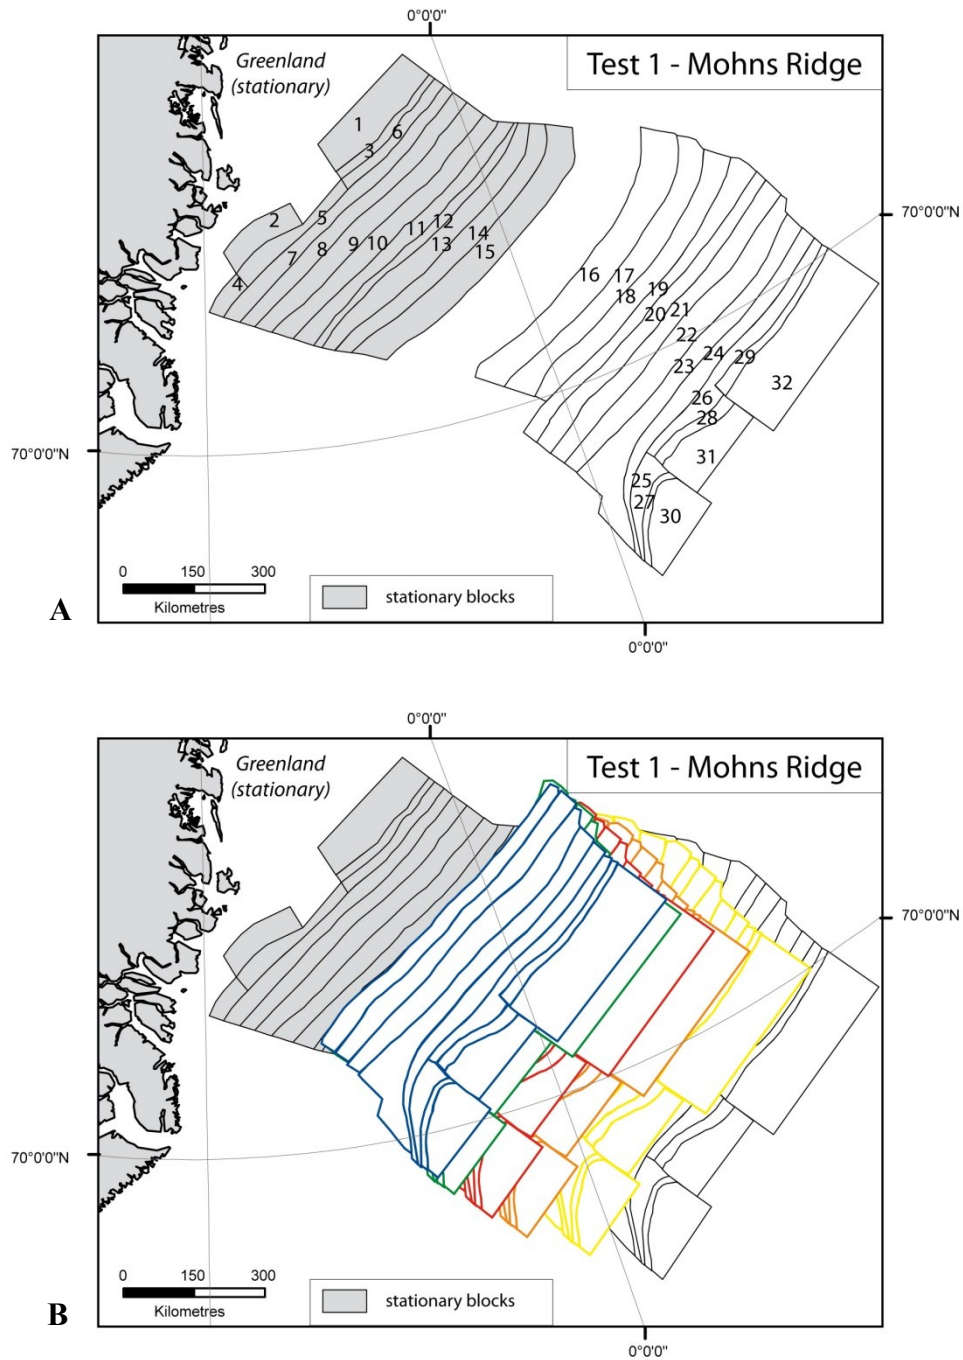 0°0'0"
Greenland
(stationary)
Test 1 - Mohns Ridge
1
6
3
2
5
4
7
8
9
10
11
12
13
14
15
70°0'0"N
16
17
18
19
20
21
22
23
24
29
32
26
28
31
25
27
30
70°0'0"N
0 150 300
Kilometres
stationary blocks
A
0°0'0"
0°0'0"
Greenland
(stationary)
Test 1 - Mohns Ridge
70°0'0"N
70°0'0"N
0 150 300
Kilometres
stationary blocks
B
0°0'0"